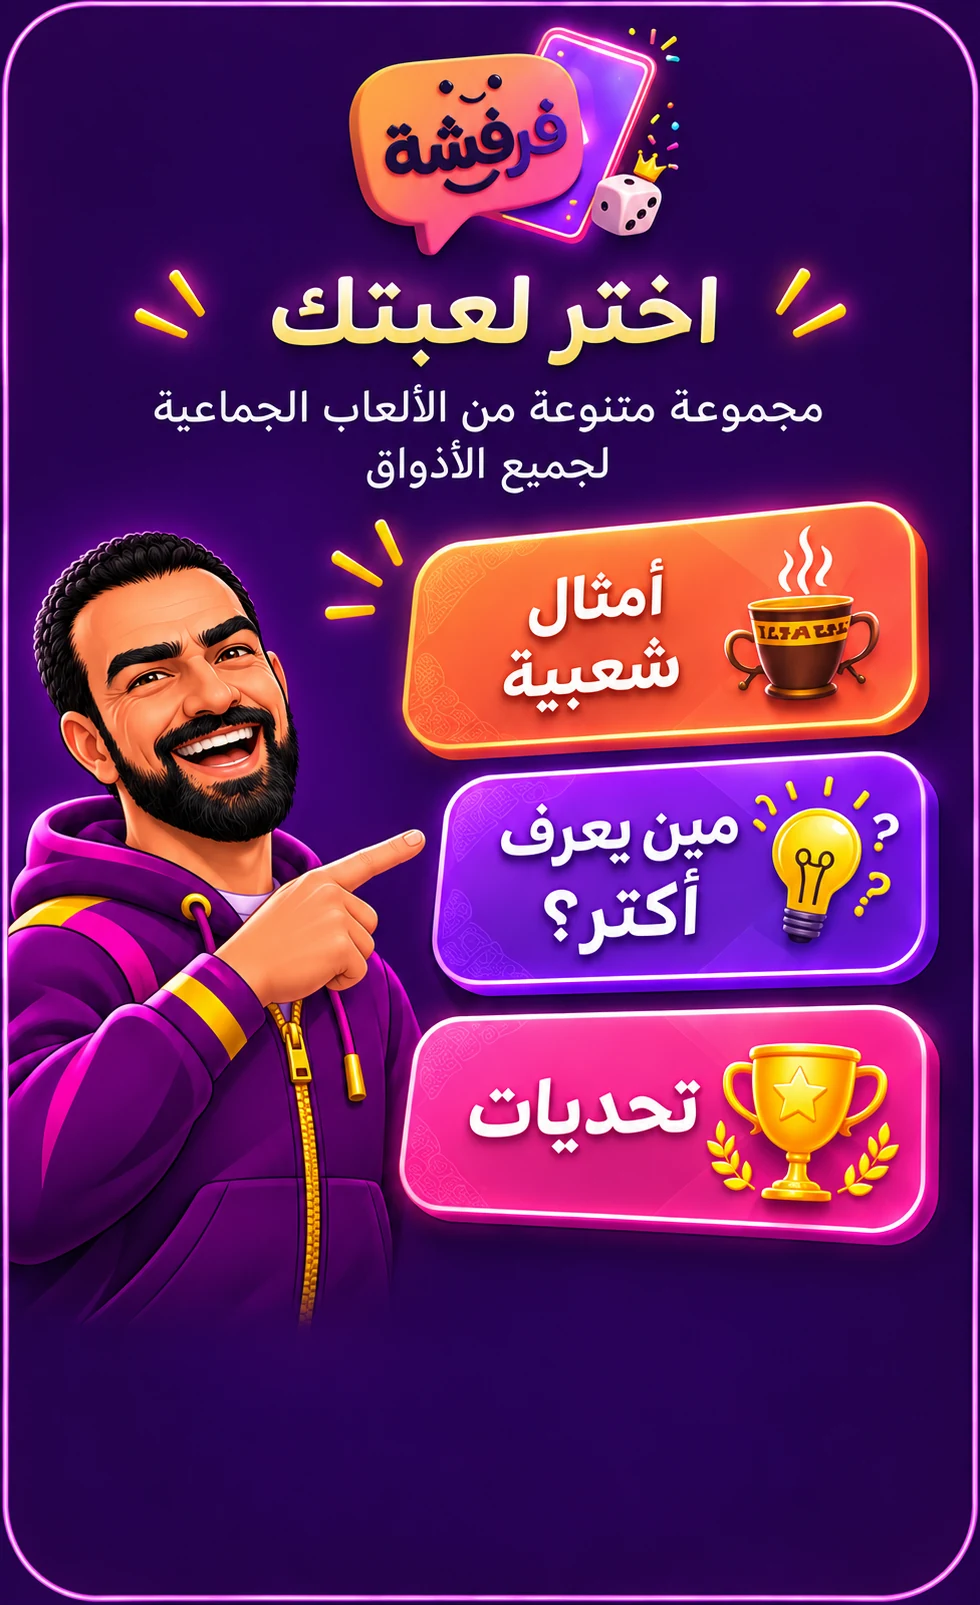 فرفشة
اختر لعبتك
مجموعة متنوعة من الألعاب الجماعية
لجميع الأذواق
أمثال
شعبية
مين يعرف
أكتر؟
تحديات